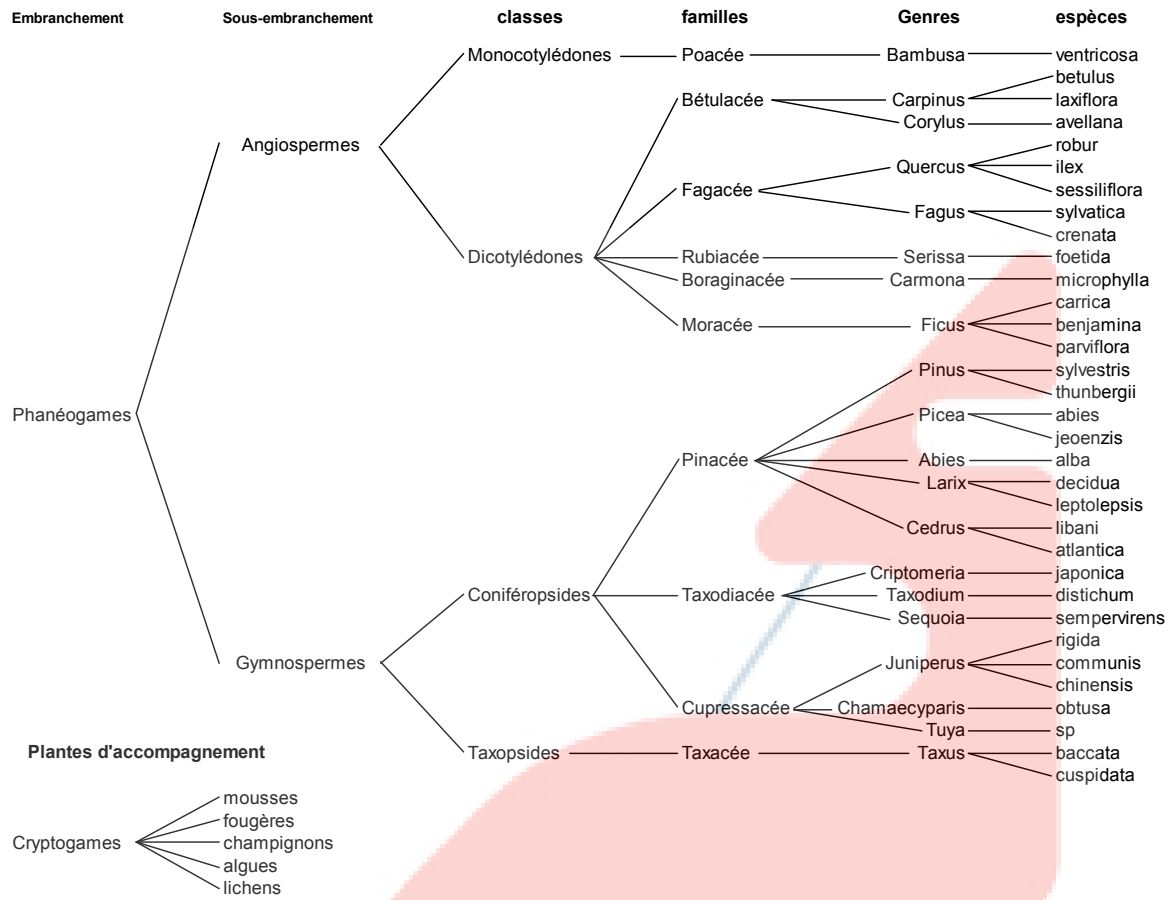 Embranchement Sous-embranchement classes familles Genres espèces
Monocotylédones Poacée Bambusa ventricosa
betulus
Bétulacée Carpinus laxiflora
Corylus avellana
Angiospermes robur
Quercus ilex
Fagacée sessiliflora
Fagus sylvatica
crenata
Dicotylédones Rubiacée Serissa foetida
Boraginacée Carmona microphylla
carrica
Moracée Ficus benjamina
parviflora
Pinus sylvestris
thunbergii
Phanéogames Picea abies
jeoenzis
Pinacée Abies alba
Larix decidua
leptolepsis
Cedrus libani
atlantica
Criptomeria japonica
Coniféropsides Taxodiacée Taxodium distichum
Sequoia sempervirens
rigida
Gymnospermes Juniperus communis
chinensis
Cupressacée Chamaecyparis obtusa
Tuya sp
Plantes d'accompagnement Taxopsides Taxacée Taxus baccata
cuspidata
mousses
fougères
Cryptogames champignons
algues
lichens